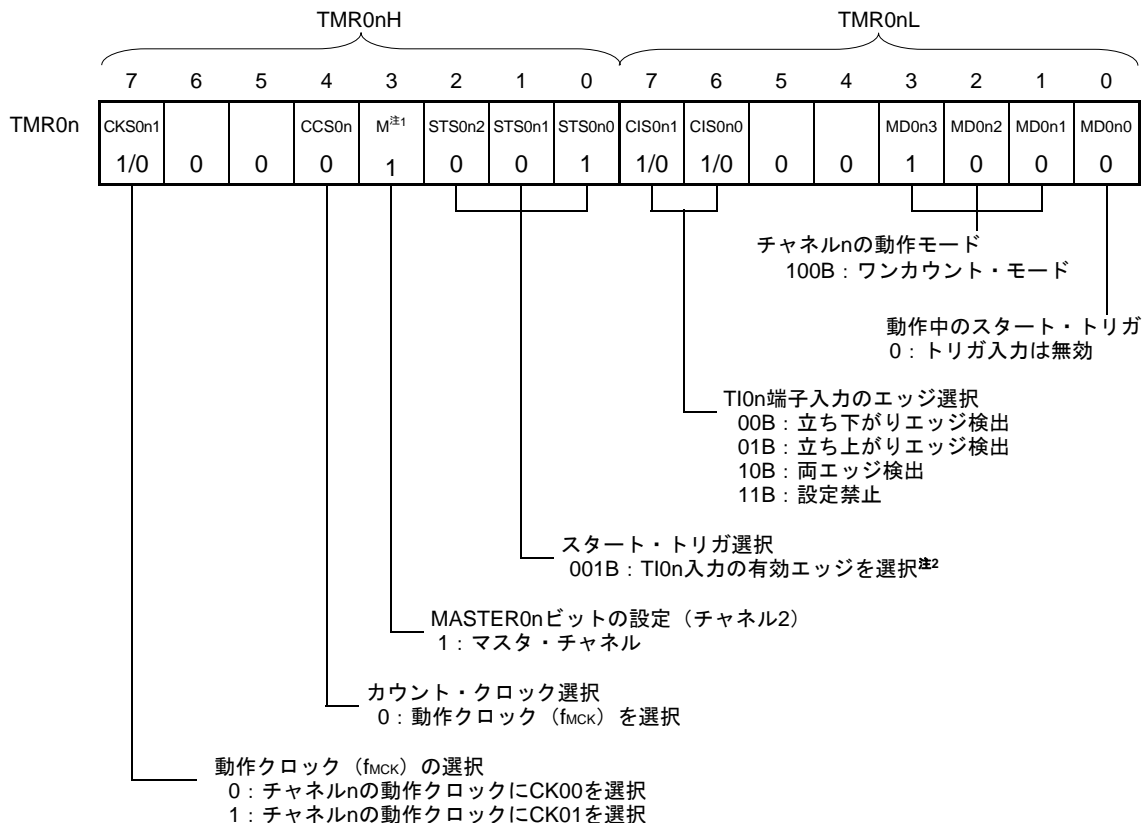 TMR0nH TMR0nL
7 6 5 4 3 2 1 0 7 6 5 4 3 2 1 0
TMR0n CKS0n1 CCS0n M注1 STS0n2 STS0n1 STS0n0 CIS0n1 CIS0n0 MD0n3 MD0n2 MD0n1 MD0n0
1/0 0 0 0 1 0 0 1 1/0 1/0 0 0 1 0 0 0
チャネルnの動作モード
100B：ワンカウント・モード
動作中のスタート・トリガ
0：トリガ入力は無効
TI0n端子入力のエッジ選択
00B：立ち下がりエッジ検出
01B：立ち上がりエッジ検出
10B：両エッジ検出
11B：設定禁止
スタート・トリガ選択
001B：TI0n入力の有効エッジを選択注2
MASTER0nビットの設定（チャネル2）
1：マスタ・チャネル
カウント・クロック選択
0：動作クロック（fMCK）を選択
動作クロック（fMCK）の選択
0：チャネルnの動作クロックにCK00を選択
1：チャネルnの動作クロックにCK01を選択